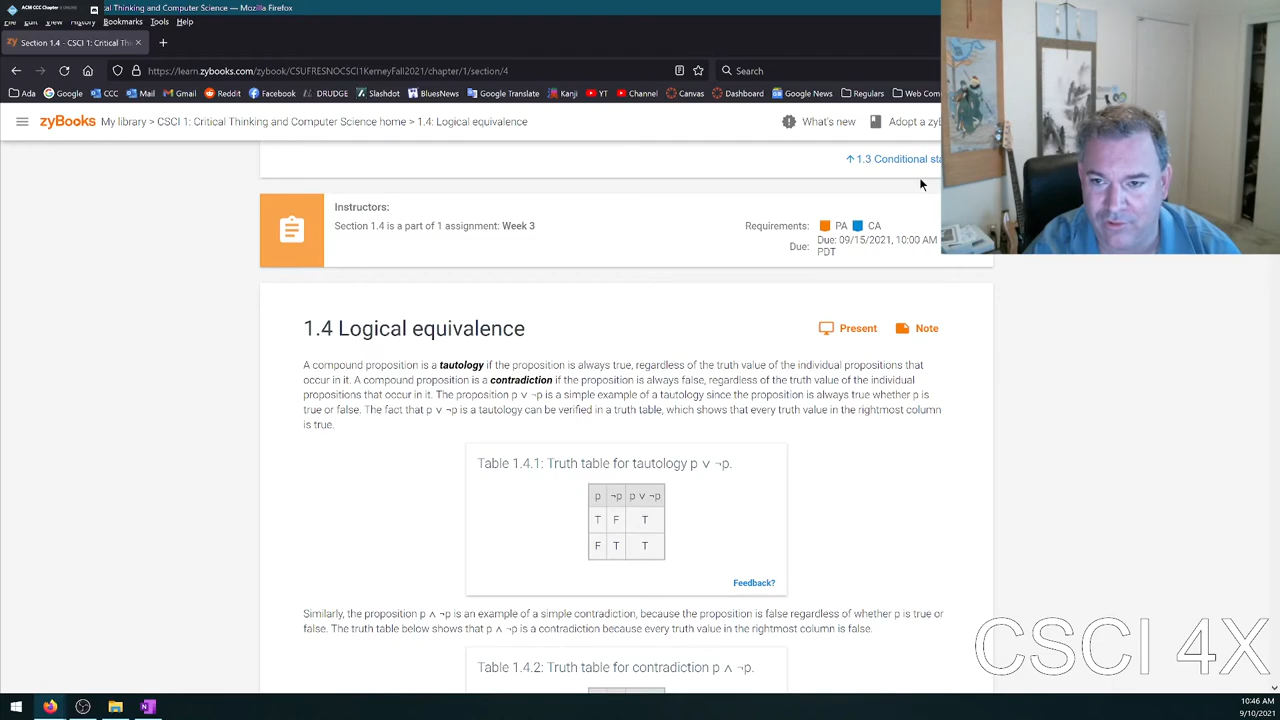 ACM CCC Chapter
al Thinking and Computer Science — Mozilla Firefox
File Edit View History Bookmarks Tools Help
Section 1.4 - CSCI 1: Critical Thi
https://learn.zybooks.com/zybook/CSUFRESNOCSCI1KerneyFall2021/chapter/1/section/4
Search
Ada Google CCC Mail Gmail Reddit Facebook DRUDGE Slashdot BluesNews Google Translate Kanji YT Channel Canvas Dashboard Google News Regulars Web Com
zyBooks My library > CSCI 1: Critical Thinking and Computer Science home > 1.4: Logical equivalence
What's new Adopt a zyB
1.3 Conditional sta
Instructors:
Section 1.4 is a part of 1 assignment: Week 3
Requirements: PA CA
Due: Due: 09/15/2021, 10:00 AM
PDT
1.4 Logical equivalence
Present Note
A compound proposition is a tautology if the proposition is always true, regardless of the truth value of the individual propositions that
occur in it. A compound proposition is a contradiction if the proposition is always false, regardless of the truth value of the individual
propositions that occur in it. The proposition p ∨ ¬p is a simple example of a tautology since the proposition is always true whether p is
true or false. The fact that p ∨ ¬p is a tautology can be verified in a truth table, which shows that every truth value in the rightmost column
is true.
Table 1.4.1: Truth table for tautology p ∨ ¬p.
p ¬p p ∨ ¬p
T F T
F T T
Feedback?
Similarly, the proposition p ∧ ¬p is an example of a simple contradiction, because the proposition is false regardless of whether p is true or
false. The truth table below shows that p ∧ ¬p is a contradiction because every truth value in the rightmost column is false.
Table 1.4.2: Truth table for contradiction p ∧ ¬p.
CSCI 4X
10:46 AM
9/10/2021